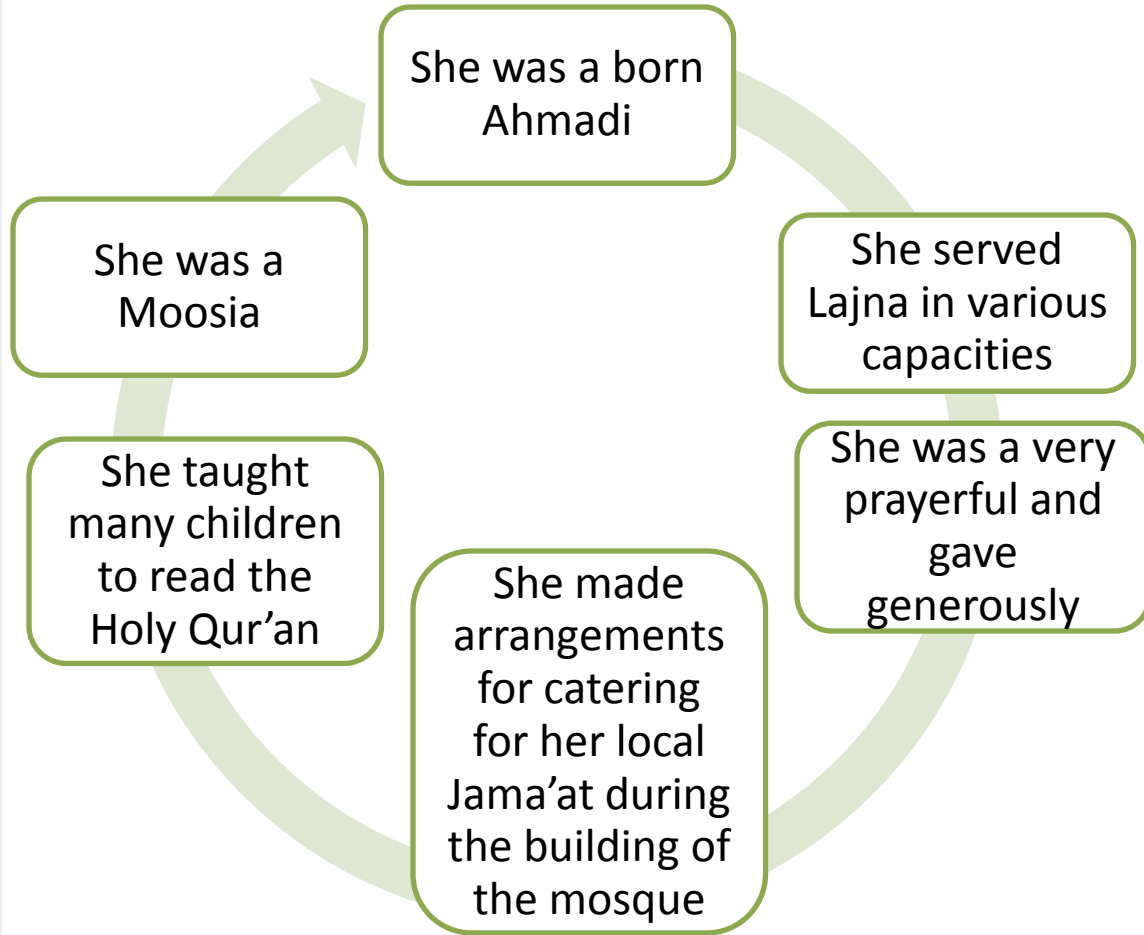 She was a born
Ahmadi
She served
Lajna in various
capacities
She was a very
prayerful and
gave
generously
She made
arrangements
for catering
for her local
Jama’at during
the building of
the mosque
She taught
many children
to read the
Holy Qur’an
She was a
Moosia